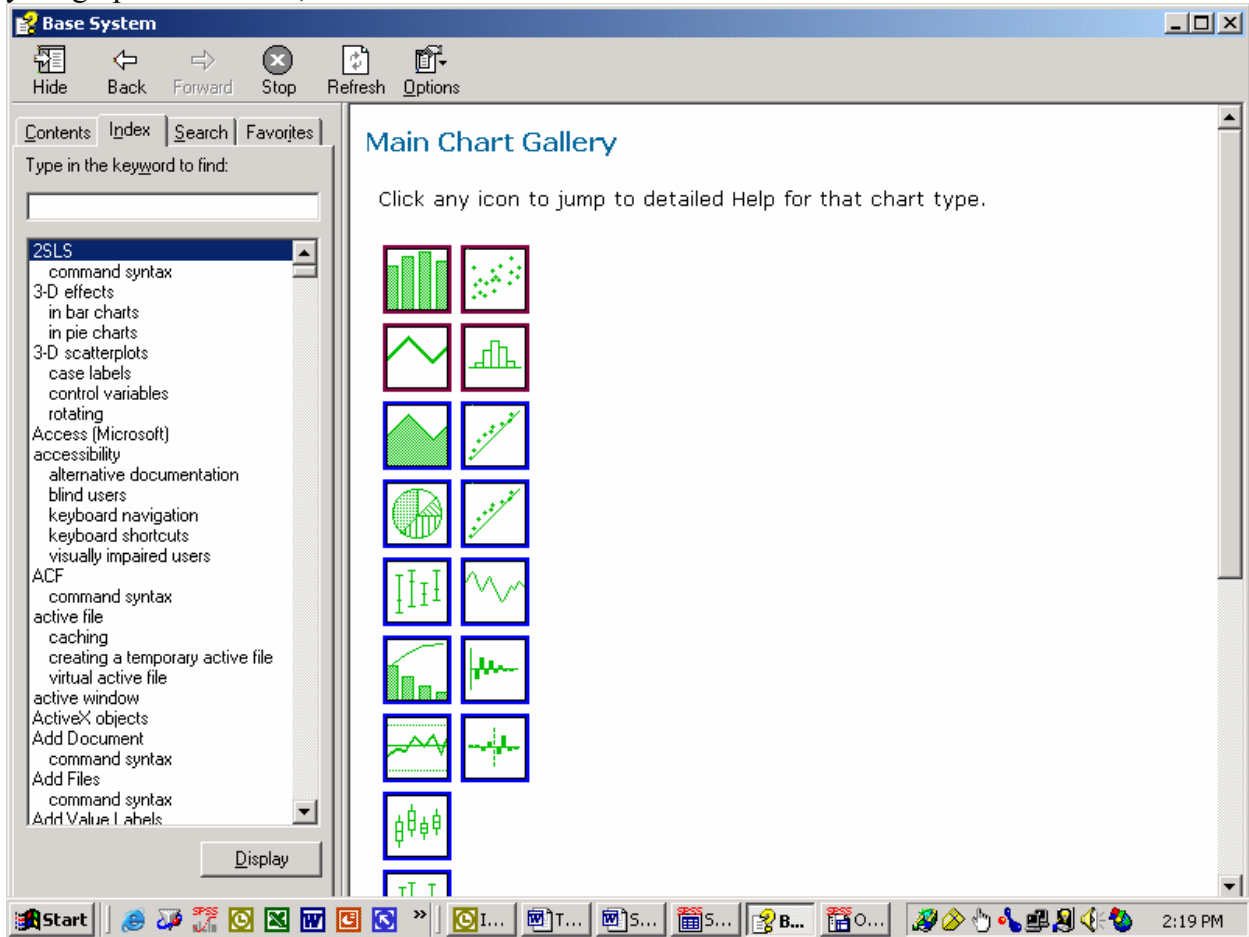 Base System
Hide Back Forward Stop Refresh Options
Contents Index Search Favorites
Type in the keyword to find:
2SLS
command syntax
3-D effects
in bar charts
in pie charts
3-D scatterplots
case labels
control variables
rotating
Access (Microsoft)
accessibility
alternative documentation
blind users
keyboard navigation
keyboard shortcuts
visually impaired users
ACF
command syntax
active file
caching
creating a temporary active file
virtual active file
active window
ActiveX objects
Add Document
command syntax
Add Files
command syntax
Add Value Labels
Display
Main Chart Gallery
Click any icon to jump to detailed Help for that chart type.
Start » I... T... S... S... B... O... 2:19 PM